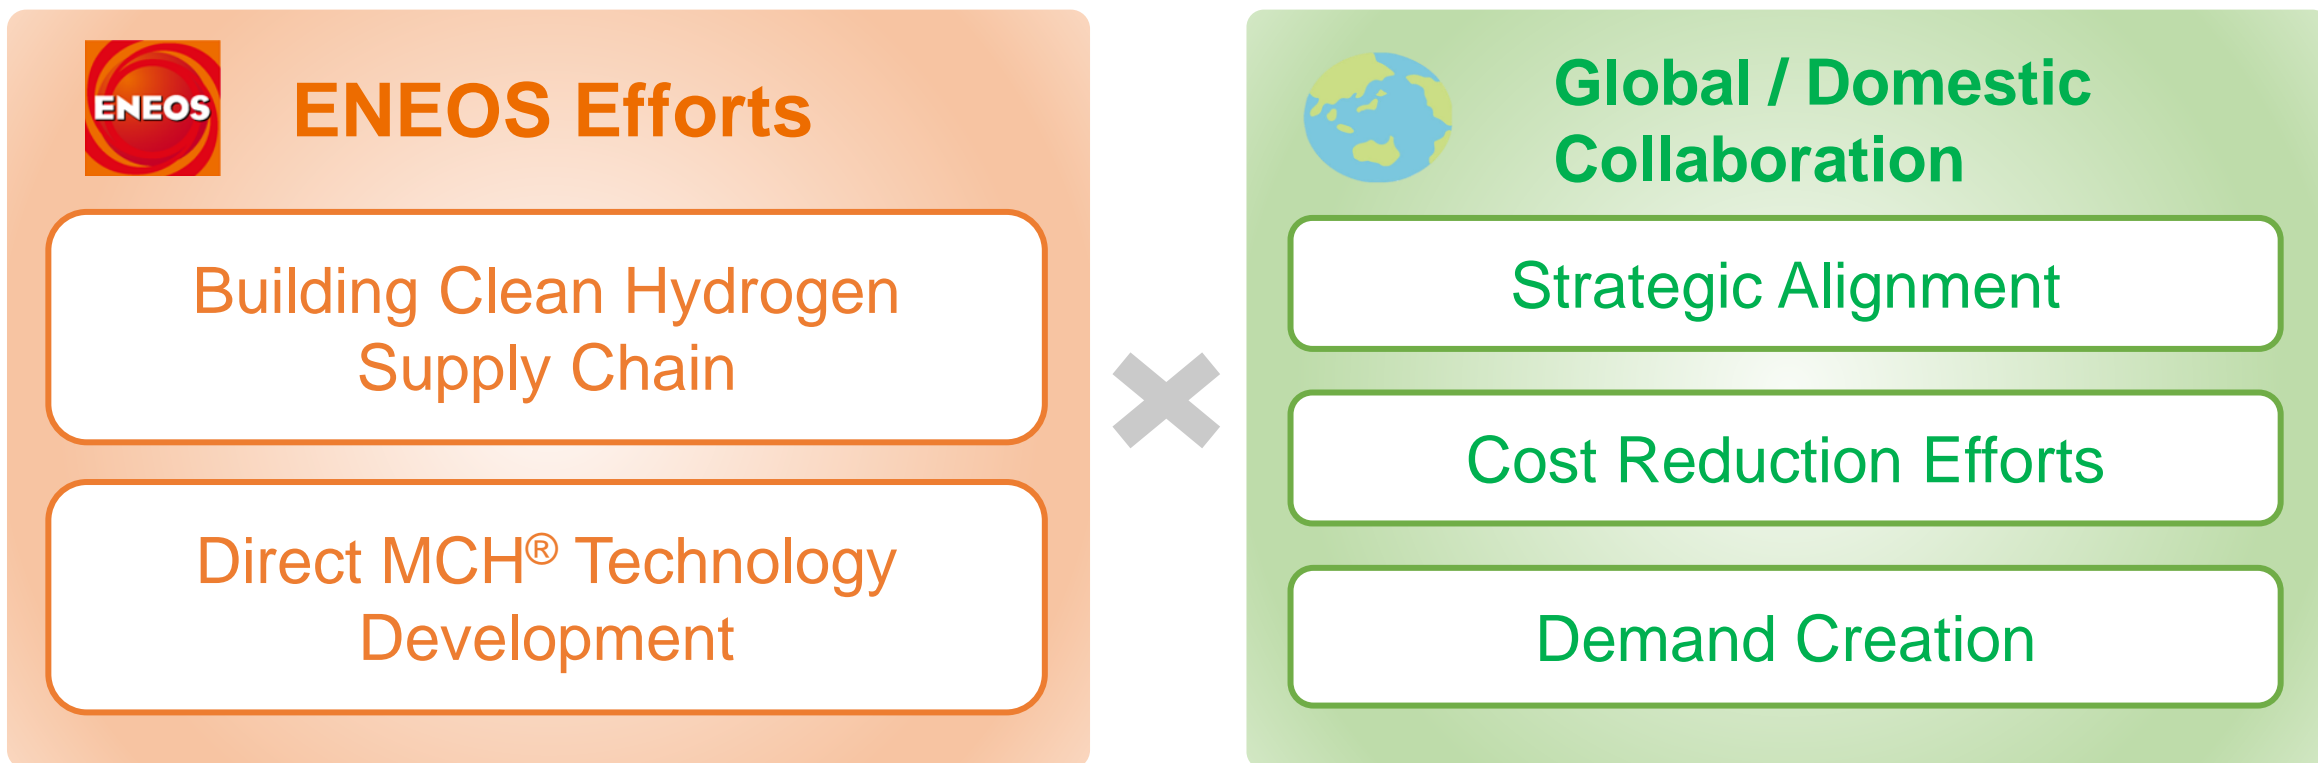 ENEOS
ENEOS Efforts
Building Clean Hydrogen
Supply Chain
Direct MCH® Technology
Development
Global / Domestic
Collaboration
Strategic Alignment
Cost Reduction Efforts
Demand Creation